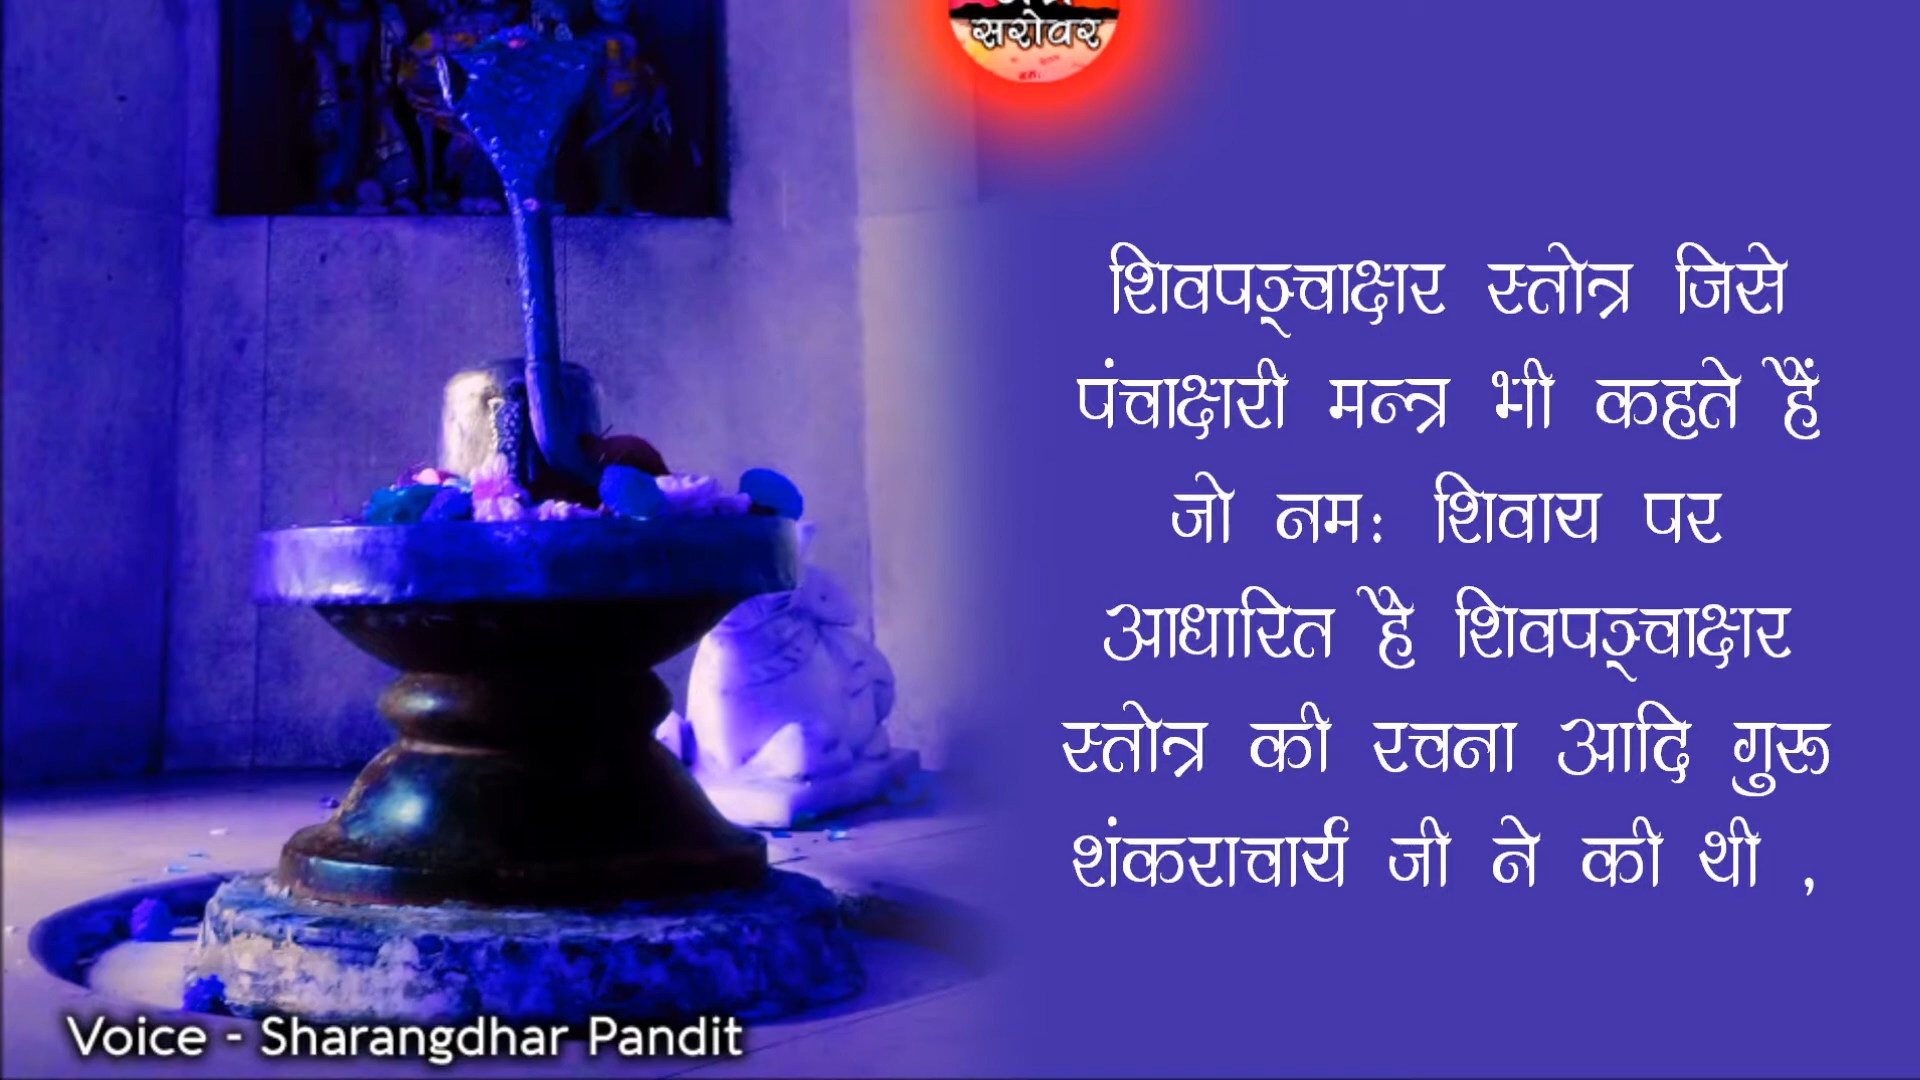 सरोवर
शिवपञ्चाक्षर स्तोत्र जिसे
पंचाक्षरी मन्त्र भी कहते हैं
जो नमः शिवाय पर
आधारित है शिवपञ्चाक्षर
स्तोत्र की रचना आदि गुरू
शंकराचार्य जी ने की थी ,
Voice - Sharangdhar Pandit